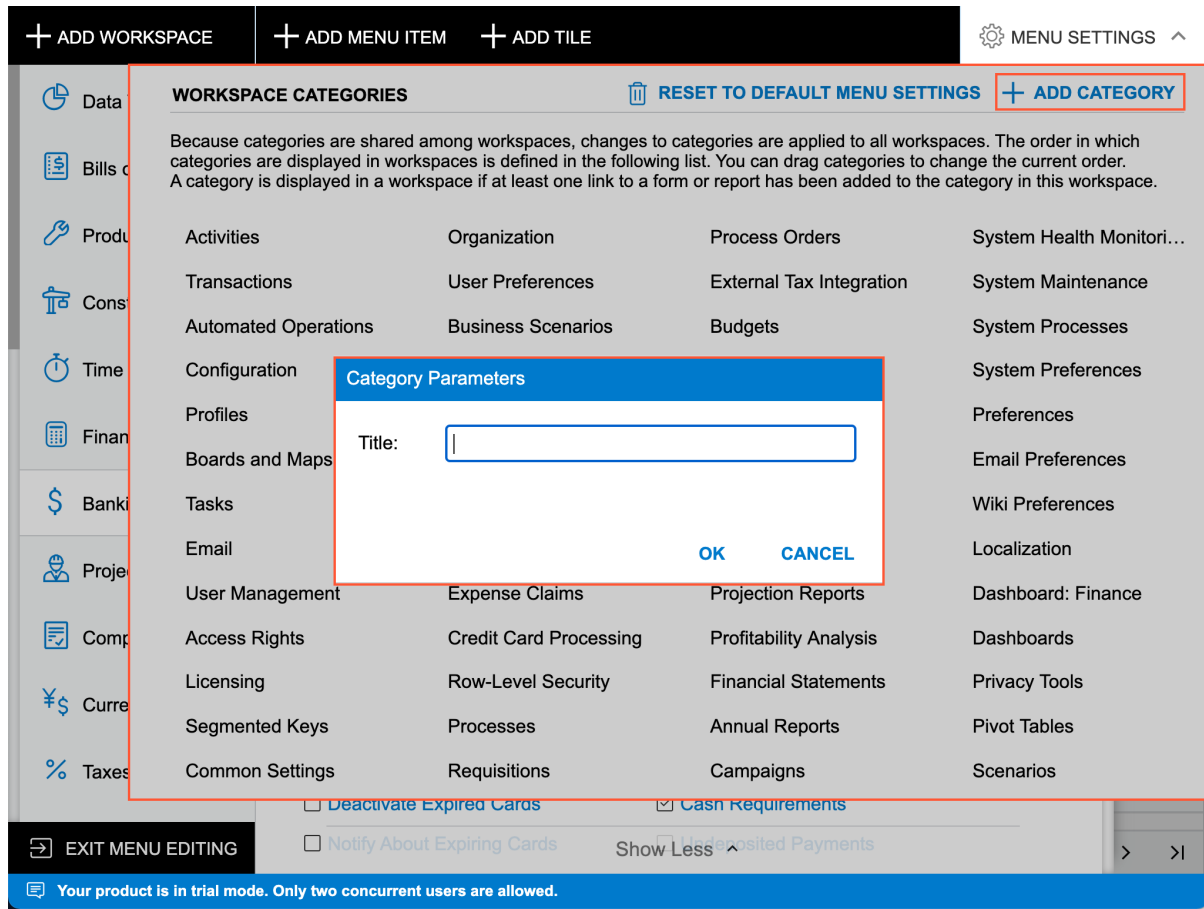 ADD WORKSPACE
ADD MENU ITEM
ADD TILE
MENU SETTINGS
Data
Bills
Produ
Const
Time
Finan
Banki
Proje
Comp
Curre
Taxes
WORKSPACE CATEGORIES
RESET TO DEFAULT MENU SETTINGS
ADD CATEGORY
Because categories are shared among workspaces, changes to categories are applied to all workspaces. The order in which
categories are displayed in workspaces is defined in the following list. You can drag categories to change the current order.
A category is displayed in a workspace if at least one link to a form or report has been added to the category in this workspace.
Activities
Transactions
Automated Operations
Configuration
Profiles
Boards and Maps
Tasks
Email
User Management
Access Rights
Licensing
Segmented Keys
Common Settings
Organization
User Preferences
Business Scenarios
Expense Claims
Credit Card Processing
Row-Level Security
Processes
Requisitions
Process Orders
External Tax Integration
Budgets
Projection Reports
Profitability Analysis
Financial Statements
Annual Reports
Campaigns
System Health Monitori…
System Maintenance
System Processes
System Preferences
Preferences
Email Preferences
Wiki Preferences
Localization
Dashboard: Finance
Dashboards
Privacy Tools
Pivot Tables
Scenarios
Category Parameters
Title:
OK
CANCEL
Deactivate Expired Cards
Cash Requirements
Notify About Expiring Cards
Undeposited Payments
Show Less
EXIT MENU EDITING
Your product is in trial mode. Only two concurrent users are allowed.